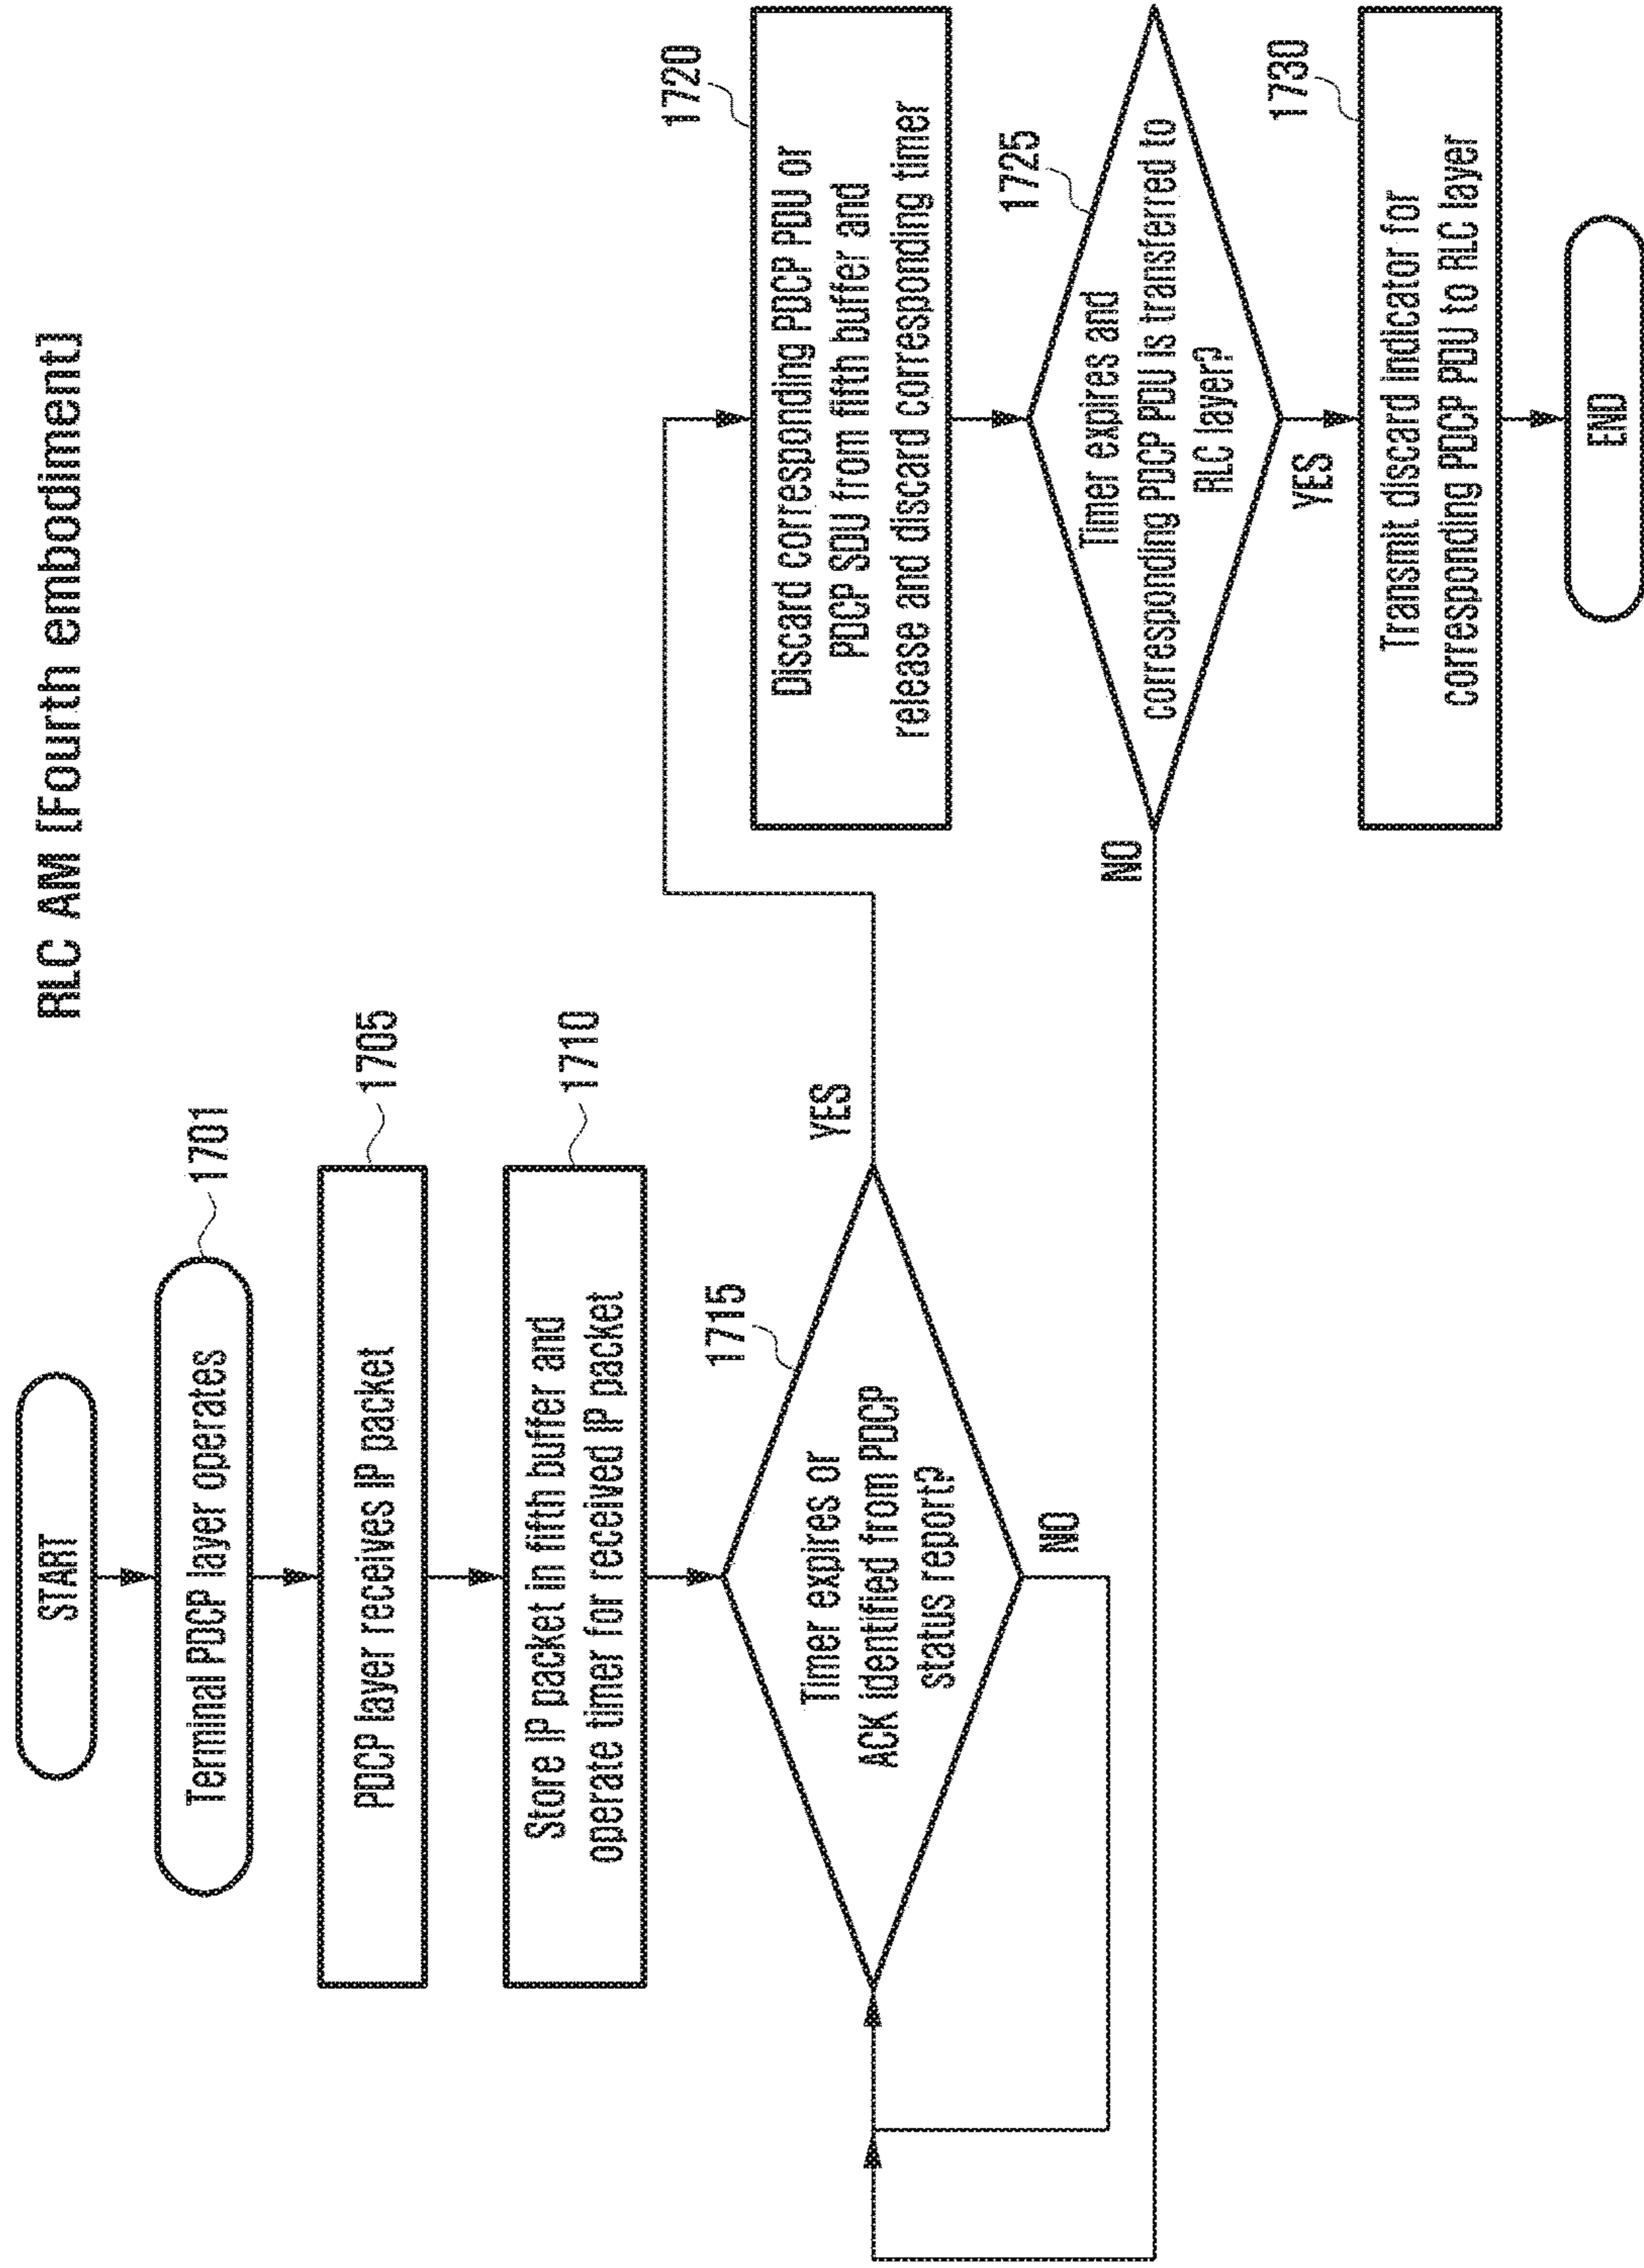 RLC AM [Fourth embodiment]
START
Terminal PDCP layer operates
1701
PDCP layer receives IP packet
1705
Store IP packet in fifth buffer and
operate timer for received IP packet
1710
Timer expires or
ACK identified from PDCP
status report?
1715
YES
NO
Discard corresponding PDCP PDU or
PDCP SDU from fifth buffer and
release and discard corresponding timer
1720
Timer expires and
corresponding PDCP PDU is transferred to
RLC layer?
1725
NO
YES
Transmit discard indicator for
corresponding PDCP PDU to RLC layer
1730
END